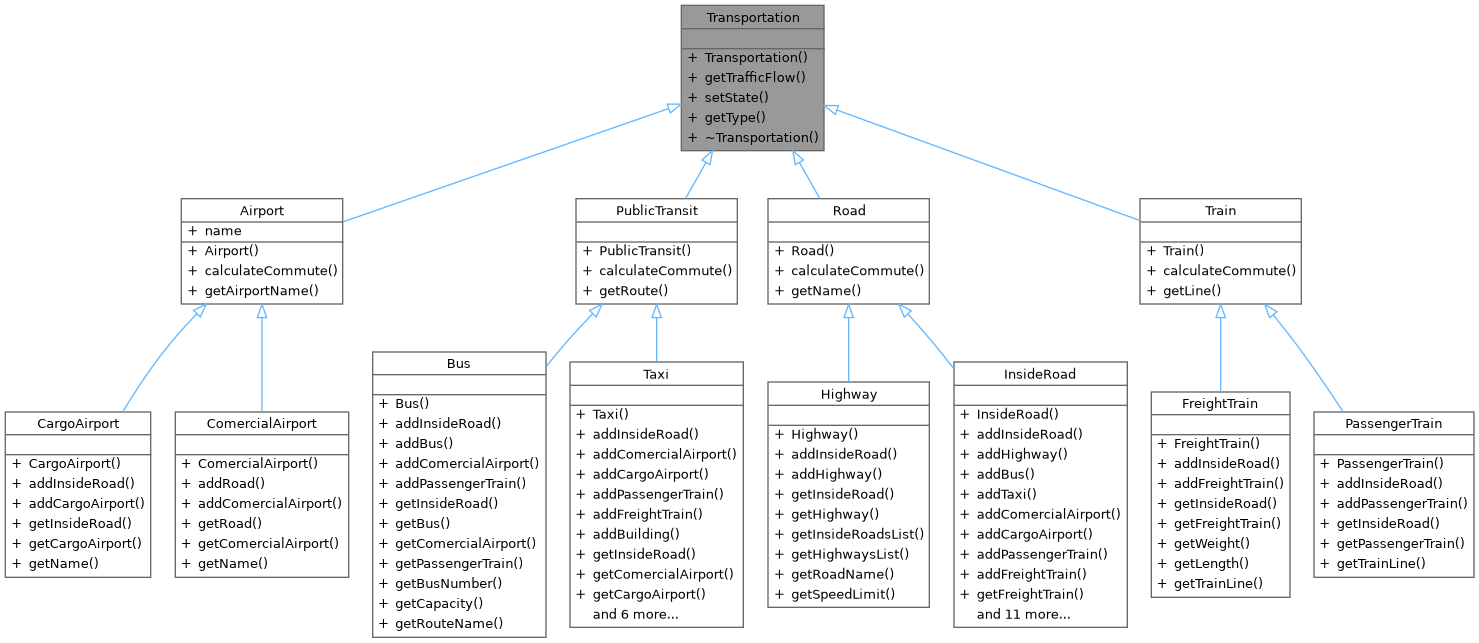 Transportation
+ Transportation()
+ getTrafficFlow()
+ setState()
+ getType()
+ ~Transportation()
Airport
+ name
+ Airport()
+ calculateCommute()
+ getAirportName()
PublicTransit
+ PublicTransit()
+ calculateCommute()
+ getRoute()
Road
+ Road()
+ calculateCommute()
+ getName()
Train
+ Train()
+ calculateCommute()
+ getLine()
CargoAirport
+ CargoAirport()
+ addInsideRoad()
+ addCargoAirport()
+ getInsideRoad()
+ getCargoAirport()
+ getName()
ComercialAirport
+ ComercialAirport()
+ addRoad()
+ addComercialAirport()
+ getRoad()
+ getComercialAirport()
+ getName()
Bus
+ Bus()
+ addInsideRoad()
+ addBus()
+ addComercialAirport()
+ addPassengerTrain()
+ getInsideRoad()
+ getBus()
+ getComercialAirport()
+ getPassengerTrain()
+ getBusNumber()
+ getCapacity()
+ getRouteName()
Taxi
+ Taxi()
+ addInsideRoad()
+ addComercialAirport()
+ addCargoAirport()
+ addPassengerTrain()
+ addFreightTrain()
+ addBuilding()
+ getInsideRoad()
+ getComercialAirport()
+ getCargoAirport()
and 6 more...
Highway
+ Highway()
+ addInsideRoad()
+ addHighway()
+ getInsideRoad()
+ getHighway()
+ getInsideRoadsList()
+ getHighwaysList()
+ getRoadName()
+ getSpeedLimit()
InsideRoad
+ InsideRoad()
+ addInsideRoad()
+ addHighway()
+ addBus()
+ addTaxi()
+ addComercialAirport()
+ addCargoAirport()
+ addPassengerTrain()
+ addFreightTrain()
+ getFreightTrain()
and 11 more...
FreightTrain
+ FreightTrain()
+ addInsideRoad()
+ addFreightTrain()
+ getInsideRoad()
+ getFreightTrain()
+ getWeight()
+ getLength()
+ getTrainLine()
PassengerTrain
+ PassengerTrain()
+ addInsideRoad()
+ addPassengerTrain()
+ getInsideRoad()
+ getPassengerTrain()
+ getTrainLine()